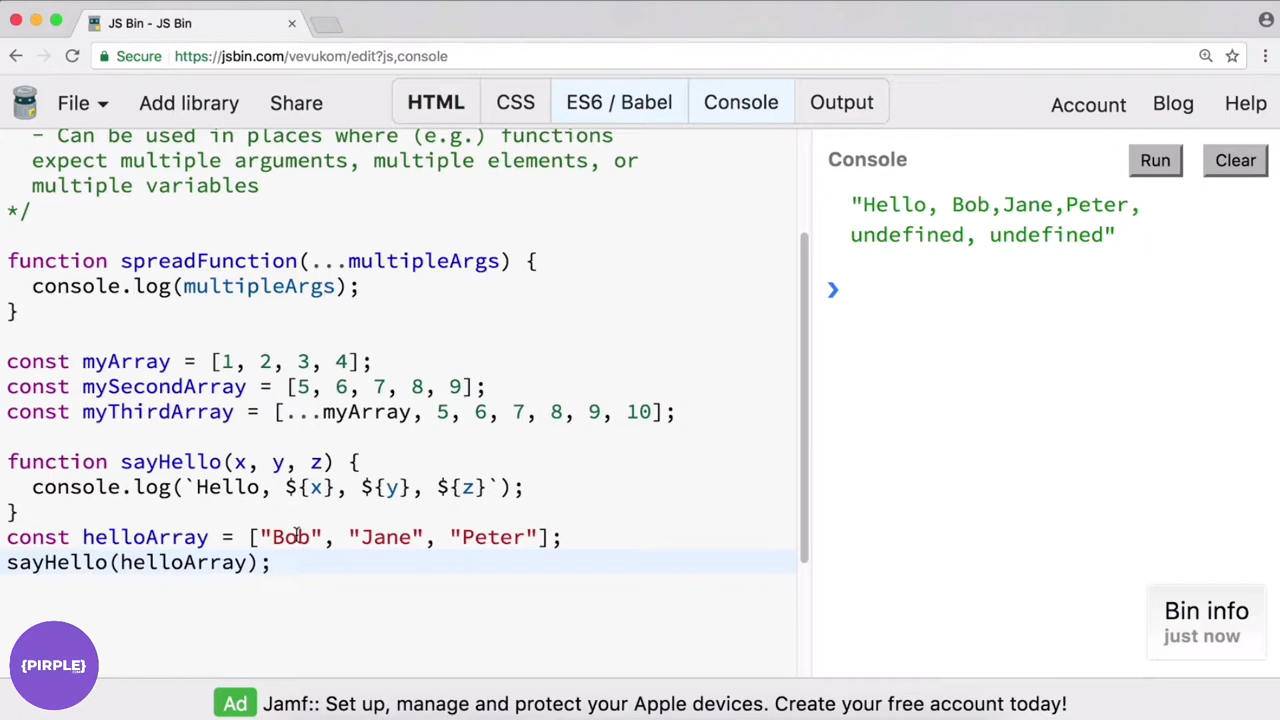 JS Bin - JS Bin
Secure https://jsbin.com/vevukom/edit?js,console
File Add library Share HTML CSS ES6 / Babel Console Output Account Blog Help
- Can be used in places where (e.g.) functions
expect multiple arguments, multiple elements, or
multiple variables
*/
function spreadFunction(...multipleArgs) {
console.log(multipleArgs);
}
const myArray = [1, 2, 3, 4];
const mySecondArray = [5, 6, 7, 8, 9];
const myThirdArray = [...myArray, 5, 6, 7, 8, 9, 10];
function sayHello(x, y, z) {
console.log(`Hello, ${x}, ${y}, ${z}`);
}
const helloArray = ["Bob", "Jane", "Peter"];
sayHello(helloArray);
Console Run Clear
"Hello, Bob,Jane,Peter,
undefined, undefined"
Bin info
just now
{PIRPLE}
Ad Jamf:: Set up, manage and protect your Apple devices. Create your free account today!